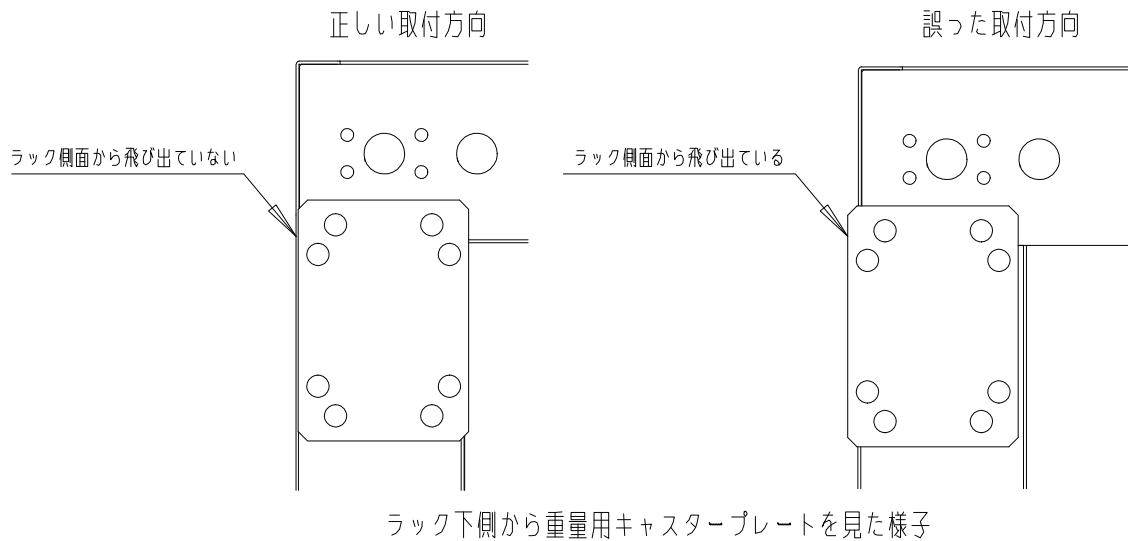 正しい取付方向
誤った取付方向
ラック側面から飛び出ていない
ラック側面から飛び出ている
ラック下側から重量用キャスタープレートを見た様子